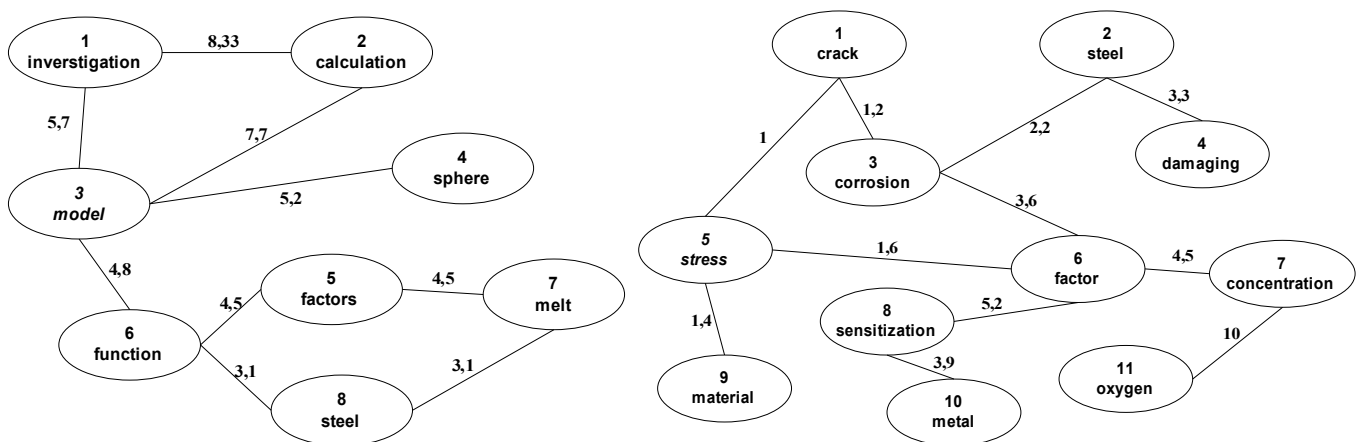 1
inverstigation
8,33
2
calculation
5,7
7,7
4
sphere
5,2
3
model
4,8
5
factors
4,5
4,5
7
melt
6
function
3,1
3,1
8
steel
1
crack
2
steel
1
1,2
2,2
3,3
3
corrosion
4
damaging
3,6
5
stress
1,6
6
factor
4,5
7
concentration
5,2
8
sensitization
1,4
3,9
10
9
material
10
metal
11
oxygen